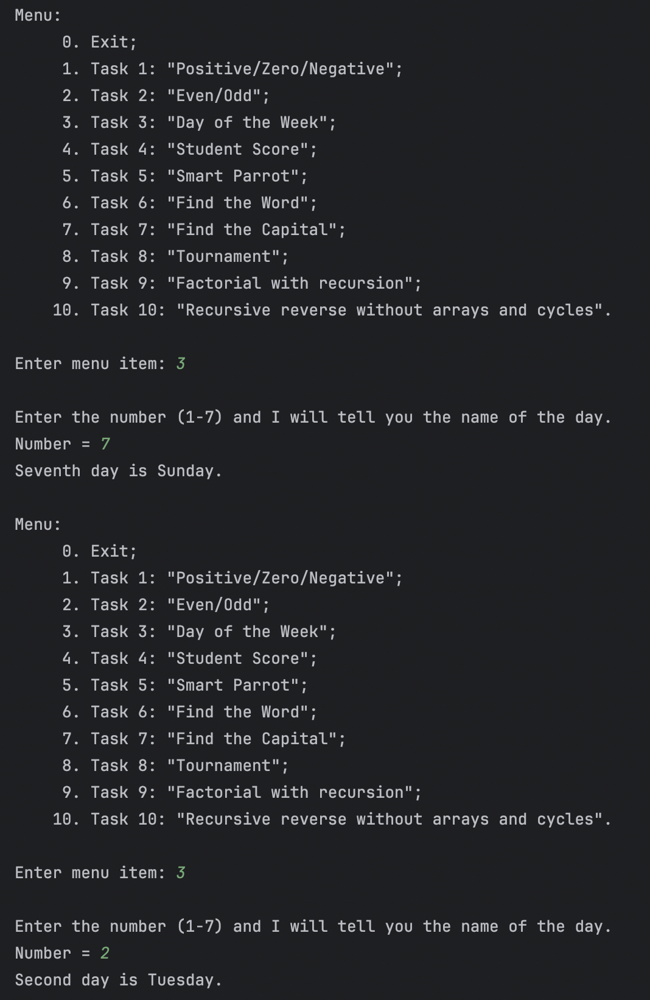 Menu:
0. Exit;
1. Task 1: "Positive/Zero/Negative";
2. Task 2: "Even/Odd";
3. Task 3: "Day of the Week";
4. Task 4: "Student Score";
5. Task 5: "Smart Parrot";
6. Task 6: "Find the Word";
7. Task 7: "Find the Capital";
8. Task 8: "Tournament";
9. Task 9: "Factorial with recursion";
10. Task 10: "Recursive reverse without arrays and cycles".
Enter menu item: 3
Enter the number (1-7) and I will tell you the name of the day.
Number = 7
Seventh day is Sunday.
Menu:
0. Exit;
1. Task 1: "Positive/Zero/Negative";
2. Task 2: "Even/Odd";
3. Task 3: "Day of the Week";
4. Task 4: "Student Score";
5. Task 5: "Smart Parrot";
6. Task 6: "Find the Word";
7. Task 7: "Find the Capital";
8. Task 8: "Tournament";
9. Task 9: "Factorial with recursion";
10. Task 10: "Recursive reverse without arrays and cycles".
Enter menu item: 3
Enter the number (1-7) and I will tell you the name of the day.
Number = 2
Second day is Tuesday.